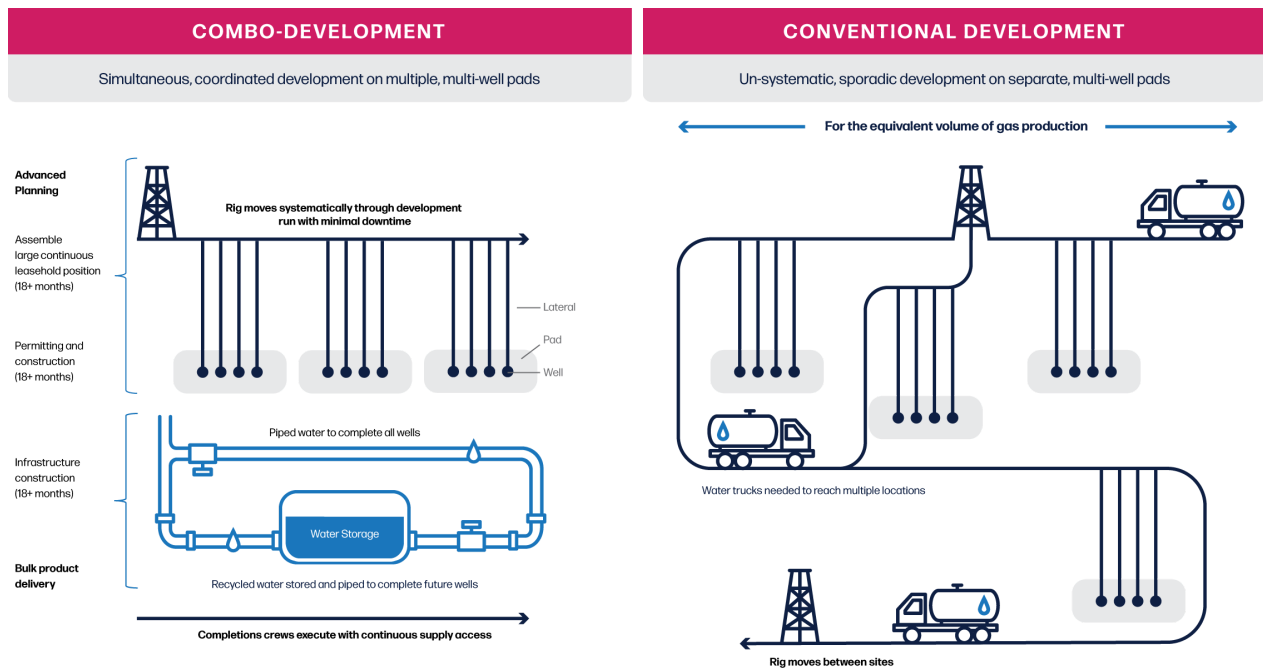 COMBO-DEVELOPMENT
Simultaneous, coordinated development on multiple, multi-well pads
Advanced
Planning
Assemble
large continuous
leasehold position
(18+ months)
Permitting and
construction
(18+ months)
Infrastructure
construction
(18+ months)
Bulk product
delivery
Rig moves systematically through development
run with minimal downtime
Lateral
Pad
Well
Piped water to complete all wells
Water Storage
Recycled water stored and piped to complete future wells
Completions crews execute with continuous supply access
CONVENTIONAL DEVELOPMENT
Un-systematic, sporadic development on separate, multi-well pads
For the equivalent volume of gas production
Water trucks needed to reach multiple locations
Rig moves between sites